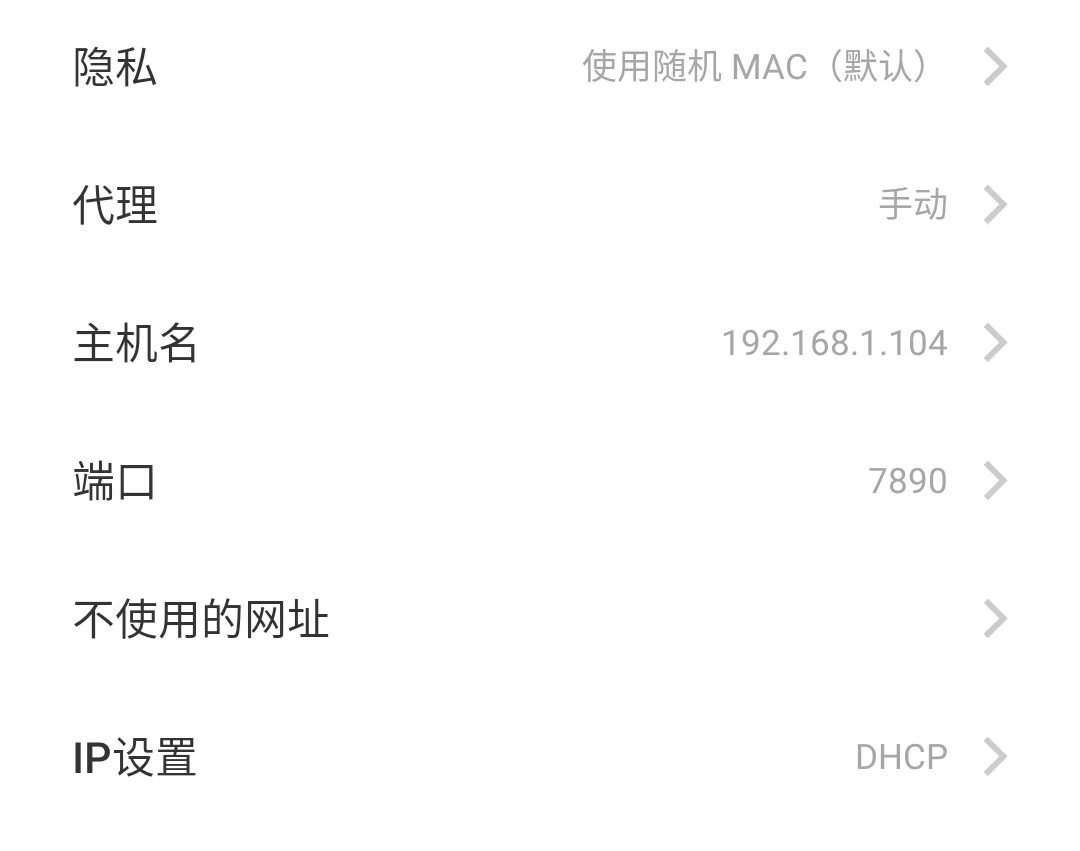 隐私 使用随机 MAC（默认）
代理 手动
主机名 192.168.1.104
端口 7890
不使用的网址
IP设置 DHCP